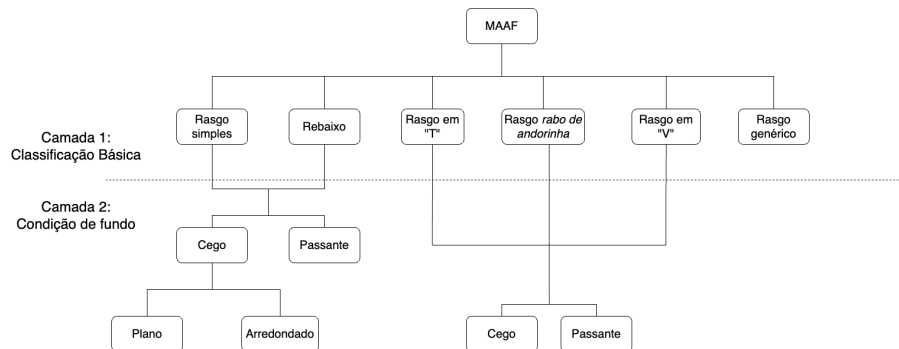 MAAF
Rasgo
simples
Rebaixo
Rasgo em
"T"
Rasgo rabo de
andorinha
Rasgo em
"V"
Rasgo
genérico
Camada 1:
Classificação Básica
Camada 2:
Condição de fundo
Cego
Passante
Plano
Arredondado
Cego
Passante